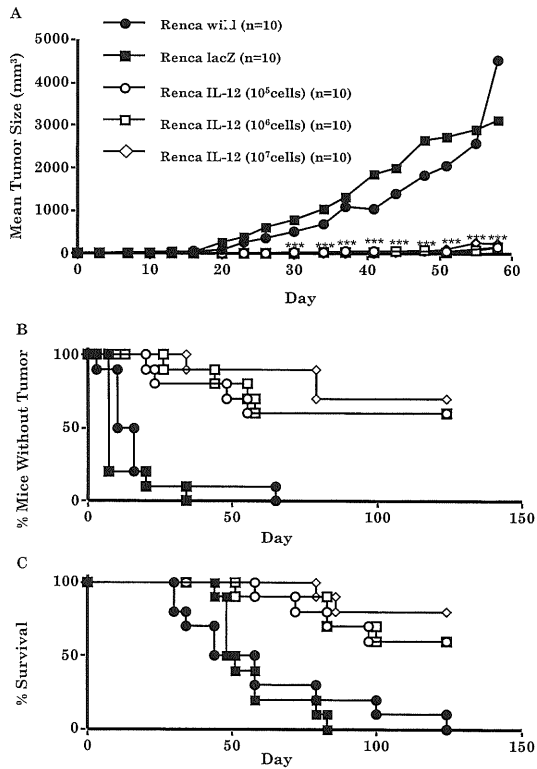 A
Renca wild (n=10)
Renca lacZ (n=10)
Renca IL-12 (10⁵cells) (n=10)
Renca IL-12 (10⁶cells) (n=10)
Renca IL-12 (10⁷cells) (n=10)
Mean Tumor Size (mm³)
5000
4000
3000
2000
1000
0
*** *** *** *** *** *** *** *** ***
0 10 20 30 40 50 60
Day
B
% Mice Without Tumor
100
50
0
0 50 100 150
Day
C
% Survival
100
50
0
0 50 100 150
Day